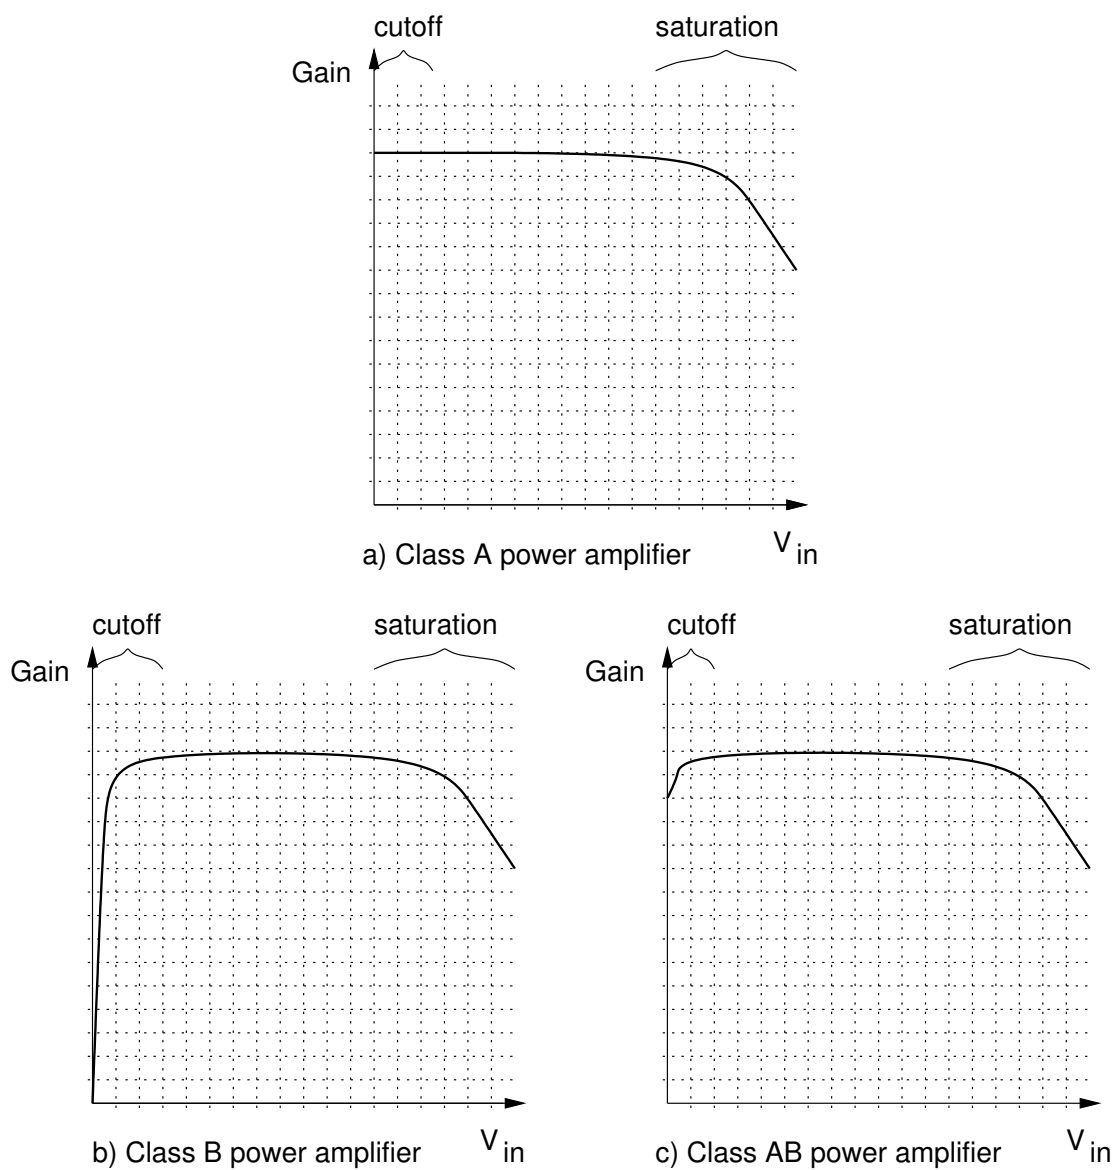 cutoff
saturation
Gain
V in
a) Class A power amplifier
cutoff
saturation
Gain
V in
b) Class B power amplifier
cutoff
saturation
Gain
V in
c) Class AB power amplifier